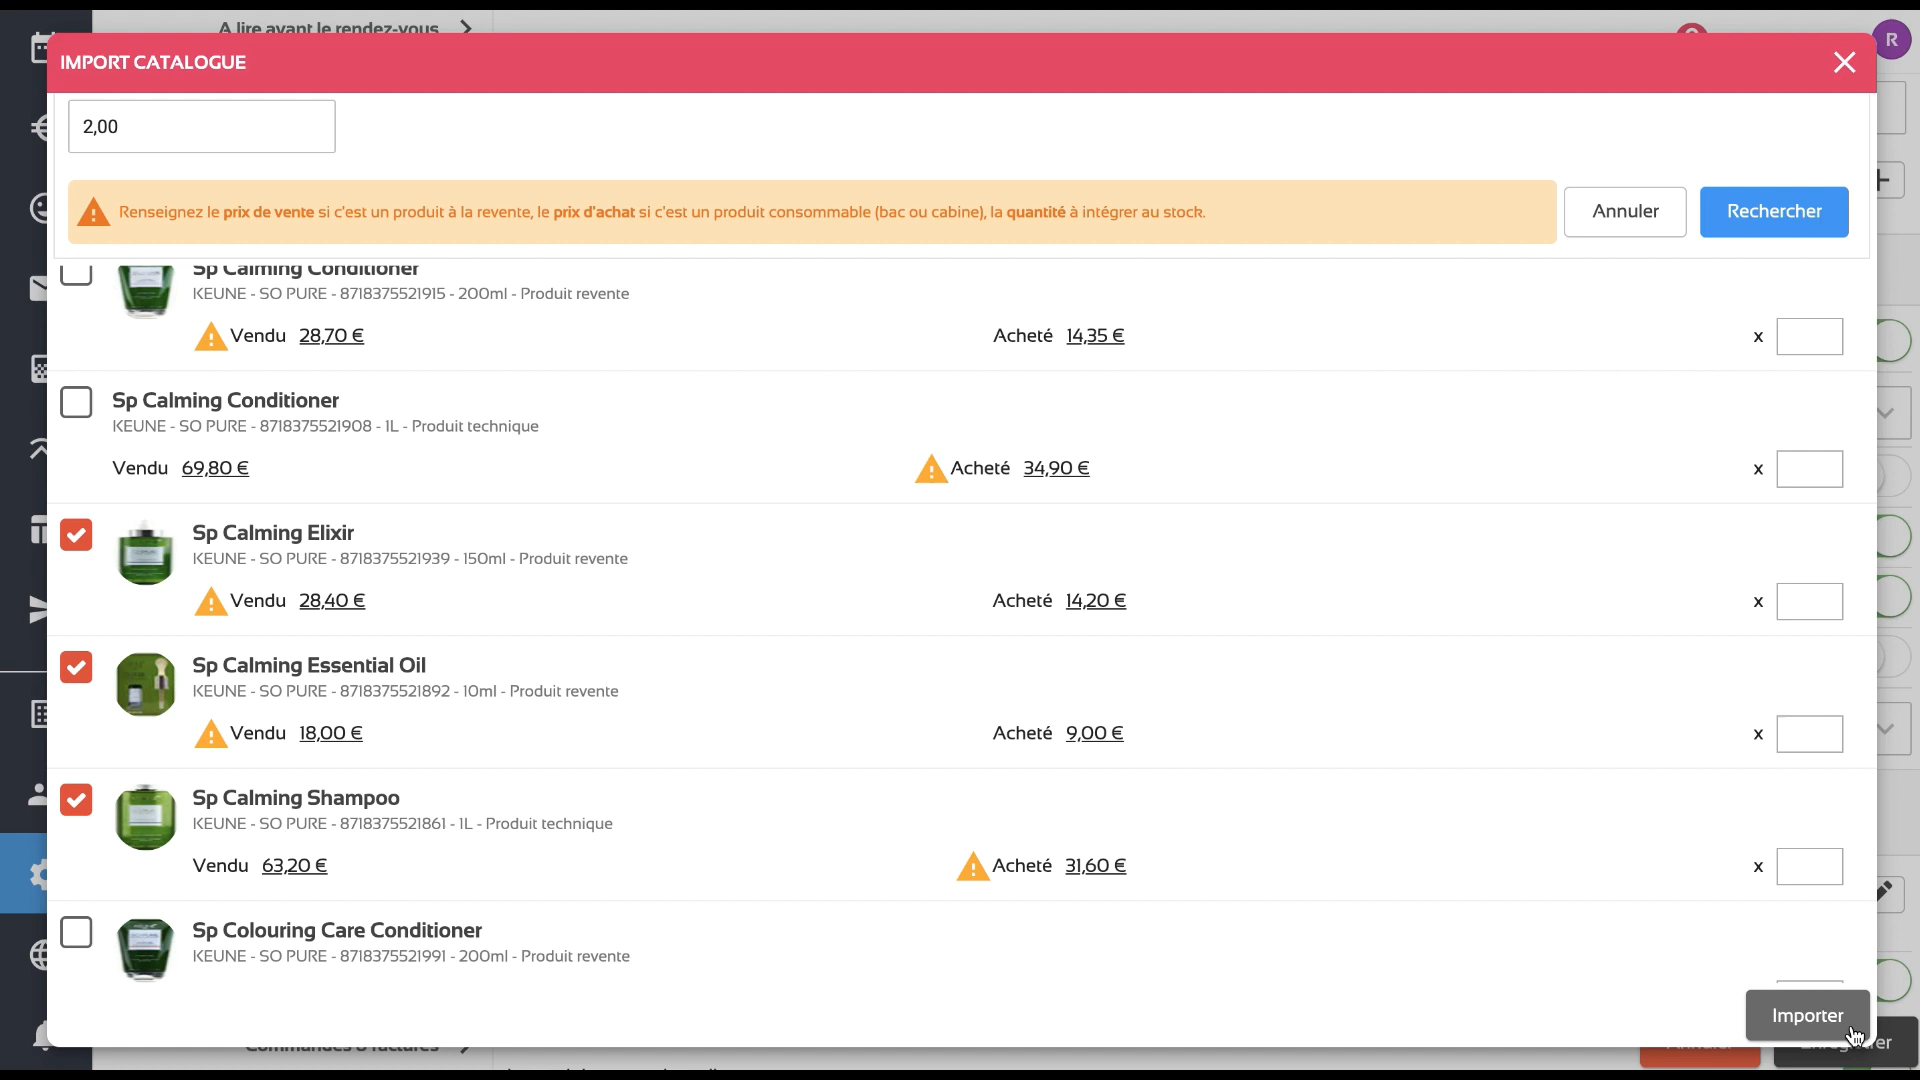 A lire avant le rendez-vous
R
IMPORT CATALOGUE
2,00
Renseignez le prix de vente si c'est un produit à la revente, le prix d'achat si c'est un produit consommable (bac ou cabine), la quantité à intégrer au stock.
Annuler
Rechercher
Sp Calming Conditioner
KEUNE - SO PURE - 8718375521915 - 200ml - Produit revente
Vendu 28,70 € Acheté 14,35 € x
Sp Calming Conditioner
KEUNE - SO PURE - 8718375521908 - 1L - Produit technique
Vendu 69,80 € Acheté 34,90 € x
Sp Calming Elixir
KEUNE - SO PURE - 8718375521939 - 150ml - Produit revente
Vendu 28,40 € Acheté 14,20 € x
Sp Calming Essential Oil
KEUNE - SO PURE - 8718375521892 - 10ml - Produit revente
Vendu 18,00 € Acheté 9,00 € x
Sp Calming Shampoo
KEUNE - SO PURE - 8718375521861 - 1L - Produit technique
Vendu 63,20 € Acheté 31,60 € x
Sp Colouring Care Conditioner
KEUNE - SO PURE - 8718375521991 - 200ml - Produit revente
Importer